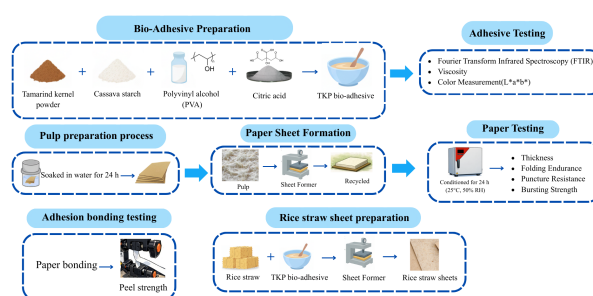 Bio-Adhesive Preparation
Adhesive Testing
OH
Tamarind kernel
powder
+
Cassava starch
+
Polyvinyl alcohol
(PVA)
+
Citric acid
TKP bio-adhesive
• Fourier Transform Infrared Spectroscopy (FTIR)
• Viscosity
• Color Measurement(L*a*b*)
Pulp preparation process
Paper Sheet Formation
Paper Testing
Soaked in water for 24 h
Pulp
Sheet Former
Recycled
Conditioned for 24 h
(25°C, 50% RH)
• Thickness
• Folding Endurance
• Puncture Resistance
• Bursting Strength
Adhesion bonding testing
Rice straw sheet preparation
Paper bonding
Peel strength
Rice straw
+
TKP bio-adhesive
Sheet Former
Rice straw sheets